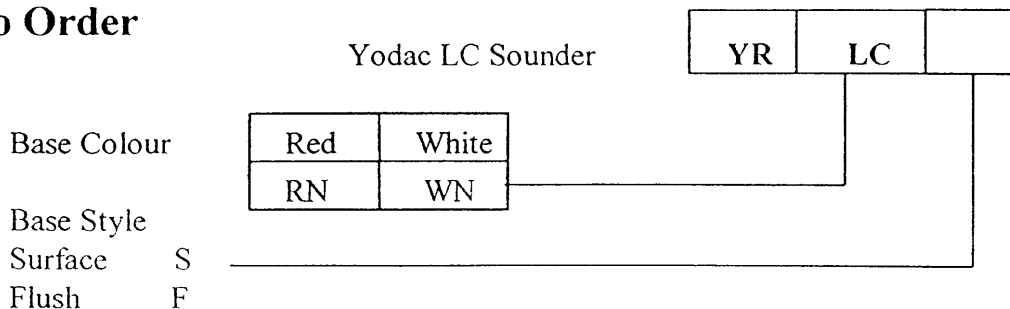 o Order
Yodac LC Sounder YR LC
Base Colour Red White
RN WN
Base Style
Surface S
Flush F